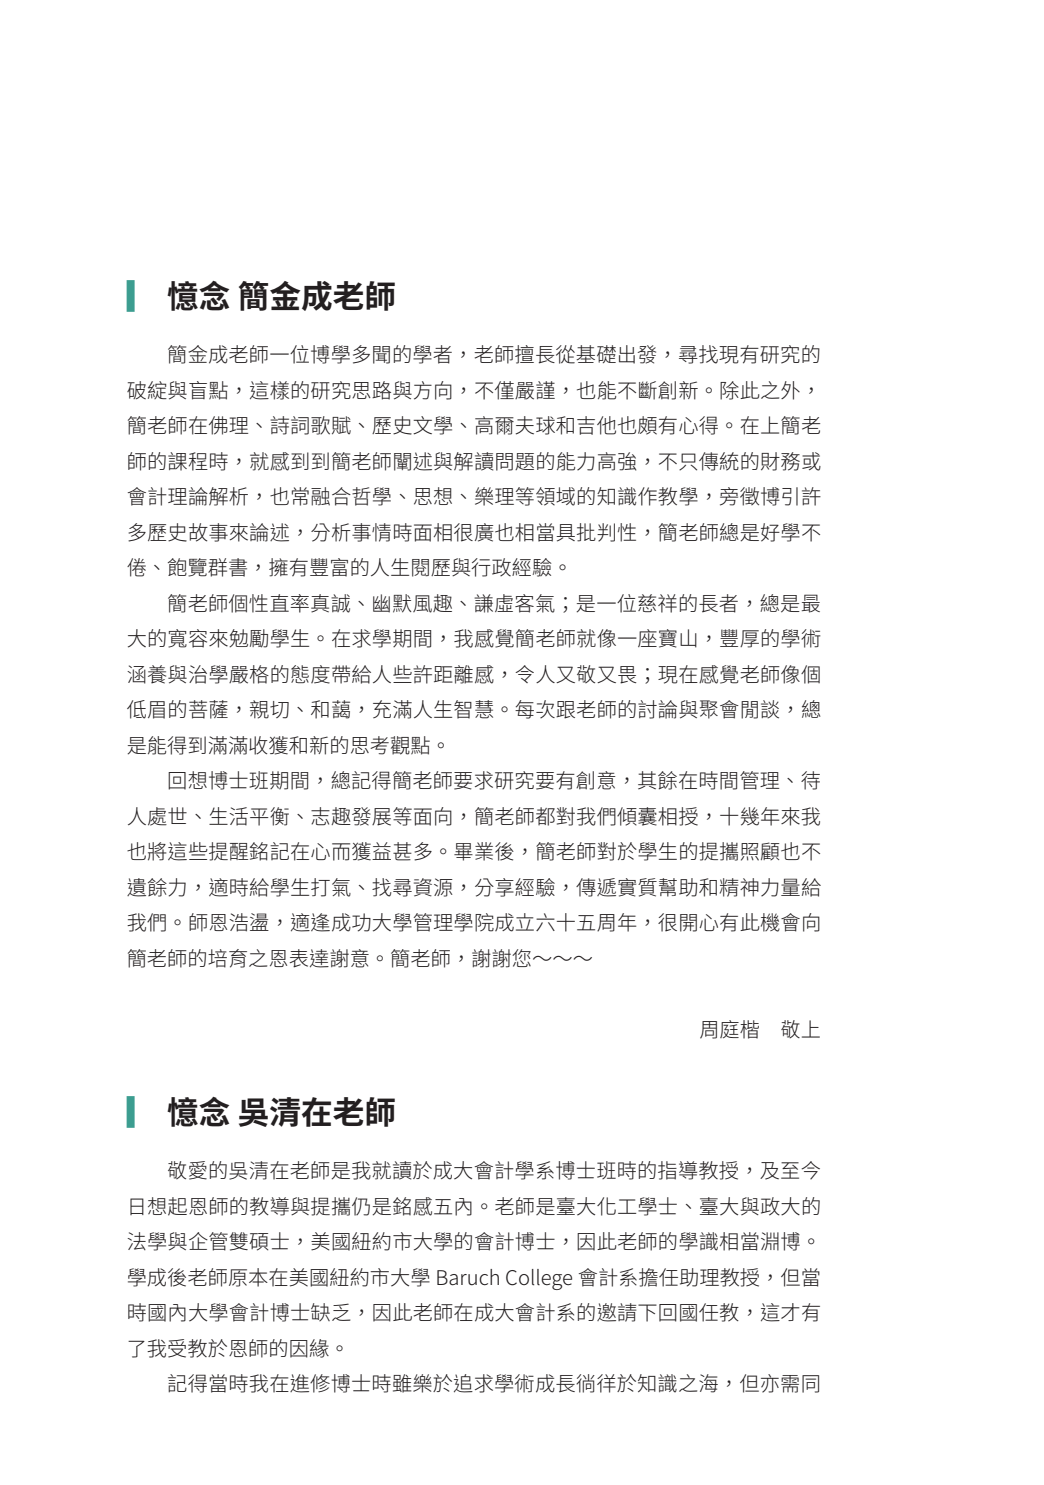 憶念 簡金成老師
簡金成老師一位博學多聞的學者，老師擅長從基礎出發，尋找現有研究的
破綻與盲點，這樣的研究思路與方向，不僅嚴謹，也能不斷創新。除此之外，
簡老師在佛理、詩詞歌賦、歷史文學、高爾夫球和吉他也頗有心得。在上簡老
師的課程時，就感到到簡老師闡述與解讀問題的能力高強，不只傳統的財務或
會計理論解析，也常融合哲學、思想、樂理等領域的知識作教學，旁徵博引許
多歷史故事來論述，分析事情時面相很廣也相當具批判性，簡老師總是好學不
倦、飽覽群書，擁有豐富的人生閱歷與行政經驗。
簡老師個性直率真誠、幽默風趣、謙虛客氣；是一位慈祥的長者，總是最
大的寬容來勉勵學生。在求學期間，我感覺簡老師就像一座寶山，豐厚的學術
涵養與治學嚴格的態度帶給人些許距離感，令人又敬又畏；現在感覺老師像個
低眉的菩薩，親切、和藹，充滿人生智慧。每次跟老師的討論與聚會閒談，總
是能得到滿滿收獲和新的思考觀點。
回想博士班期間，總記得簡老師要求研究要有創意，其餘在時間管理、待
人處世、生活平衡、志趣發展等面向，簡老師都對我們傾囊相授，十幾年來我
也將這些提醒銘記在心而獲益甚多。畢業後，簡老師對於學生的提攜照顧也不
遺餘力，適時給學生打氣、找尋資源，分享經驗，傳遞實質幫助和精神力量給
我們。師恩浩盪，適逢成功大學管理學院成立六十五周年，很開心有此機會向
簡老師的培育之恩表達謝意。簡老師，謝謝您～～～
周庭楷　敬上
憶念 吳清在老師
敬愛的吳清在老師是我就讀於成大會計學系博士班時的指導教授，及至今
日想起恩師的教導與提攜仍是銘感五內。老師是臺大化工學士、臺大與政大的
法學與企管雙碩士，美國紐約市大學的會計博士，因此老師的學識相當淵博。
學成後老師原本在美國紐約市大學 Baruch College 會計系擔任助理教授，但當
時國內大學會計博士缺乏，因此老師在成大會計系的邀請下回國任教，這才有
了我受教於恩師的因緣。
記得當時我在進修博士時雖樂於追求學術成長徜徉於知識之海，但亦需同